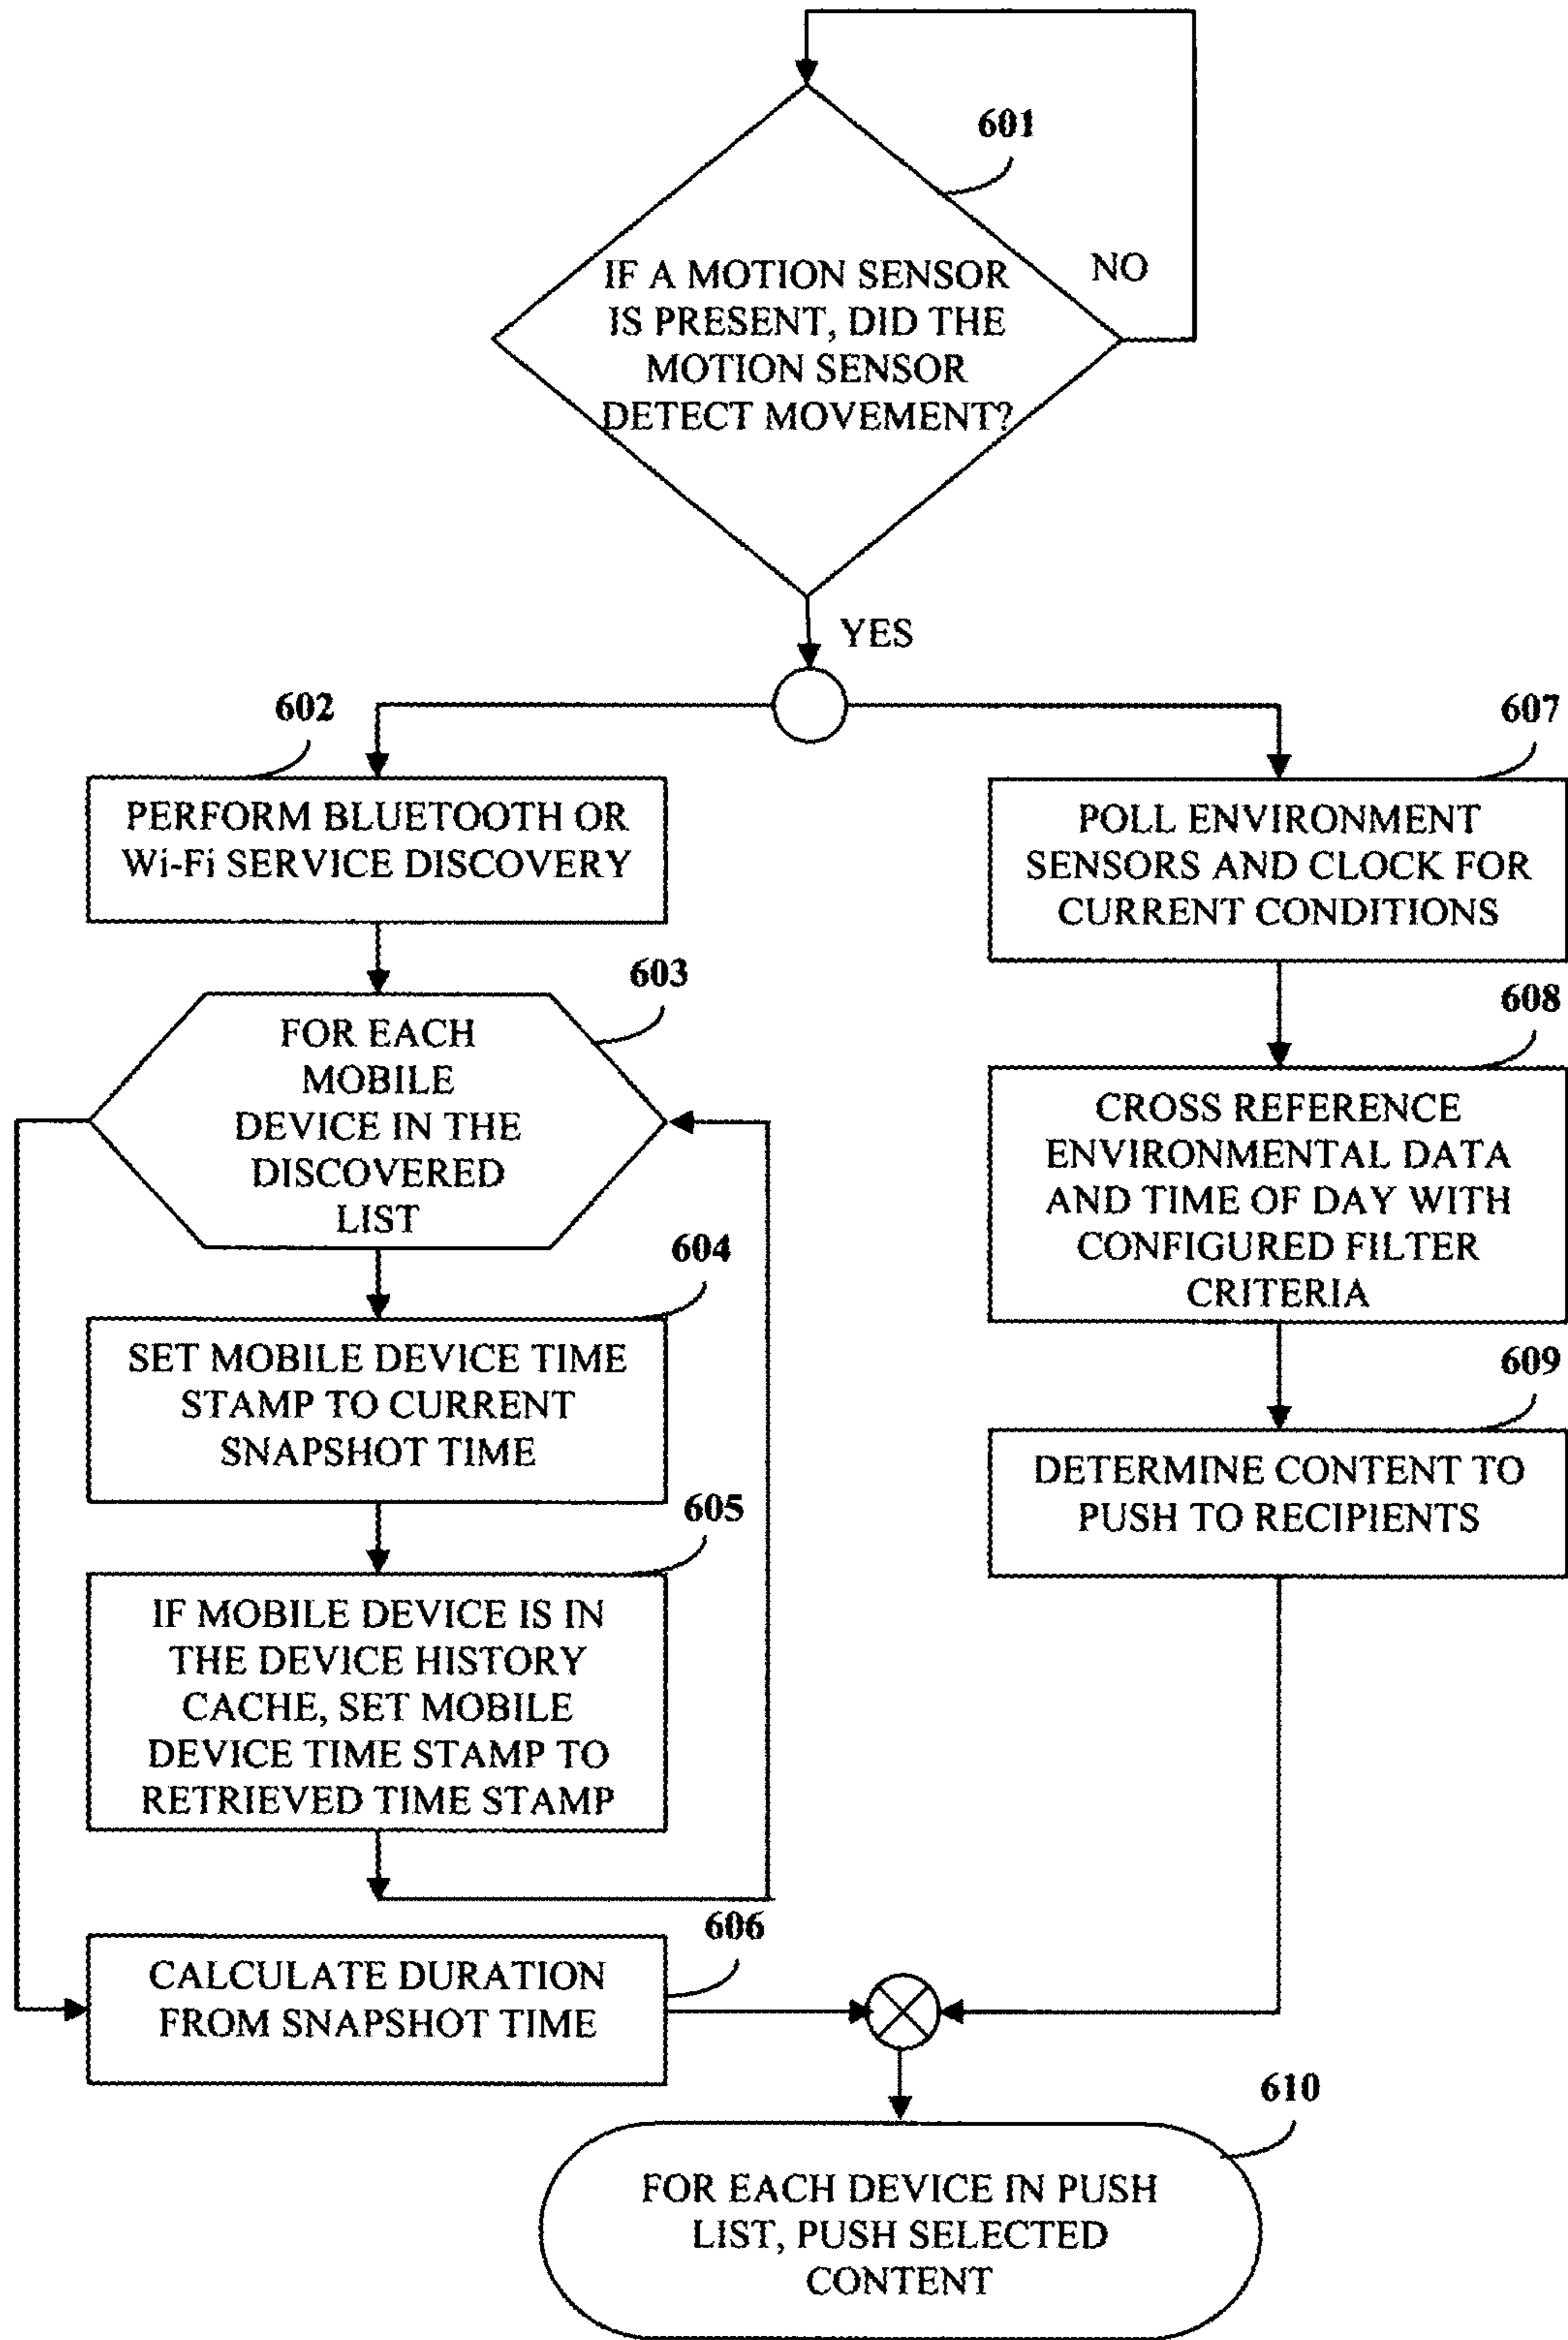 601
IF A MOTION SENSOR
IS PRESENT, DID THE
MOTION SENSOR
DETECT MOVEMENT?
NO
YES
602
PERFORM BLUETOOTH OR
Wi-Fi SERVICE DISCOVERY
603
FOR EACH
MOBILE
DEVICE IN THE
DISCOVERED
LIST
604
SET MOBILE DEVICE TIME
STAMP TO CURRENT
SNAPSHOT TIME
605
IF MOBILE DEVICE IS IN
THE DEVICE HISTORY
CACHE, SET MOBILE
DEVICE TIME STAMP TO
RETRIEVED TIME STAMP
606
CALCULATE DURATION
FROM SNAPSHOT TIME
607
POLL ENVIRONMENT
SENSORS AND CLOCK FOR
CURRENT CONDITIONS
608
CROSS REFERENCE
ENVIRONMENTAL DATA
AND TIME OF DAY WITH
CONFIGURED FILTER
CRITERIA
609
DETERMINE CONTENT TO
PUSH TO RECIPIENTS
610
FOR EACH DEVICE IN PUSH
LIST, PUSH SELECTED
CONTENT